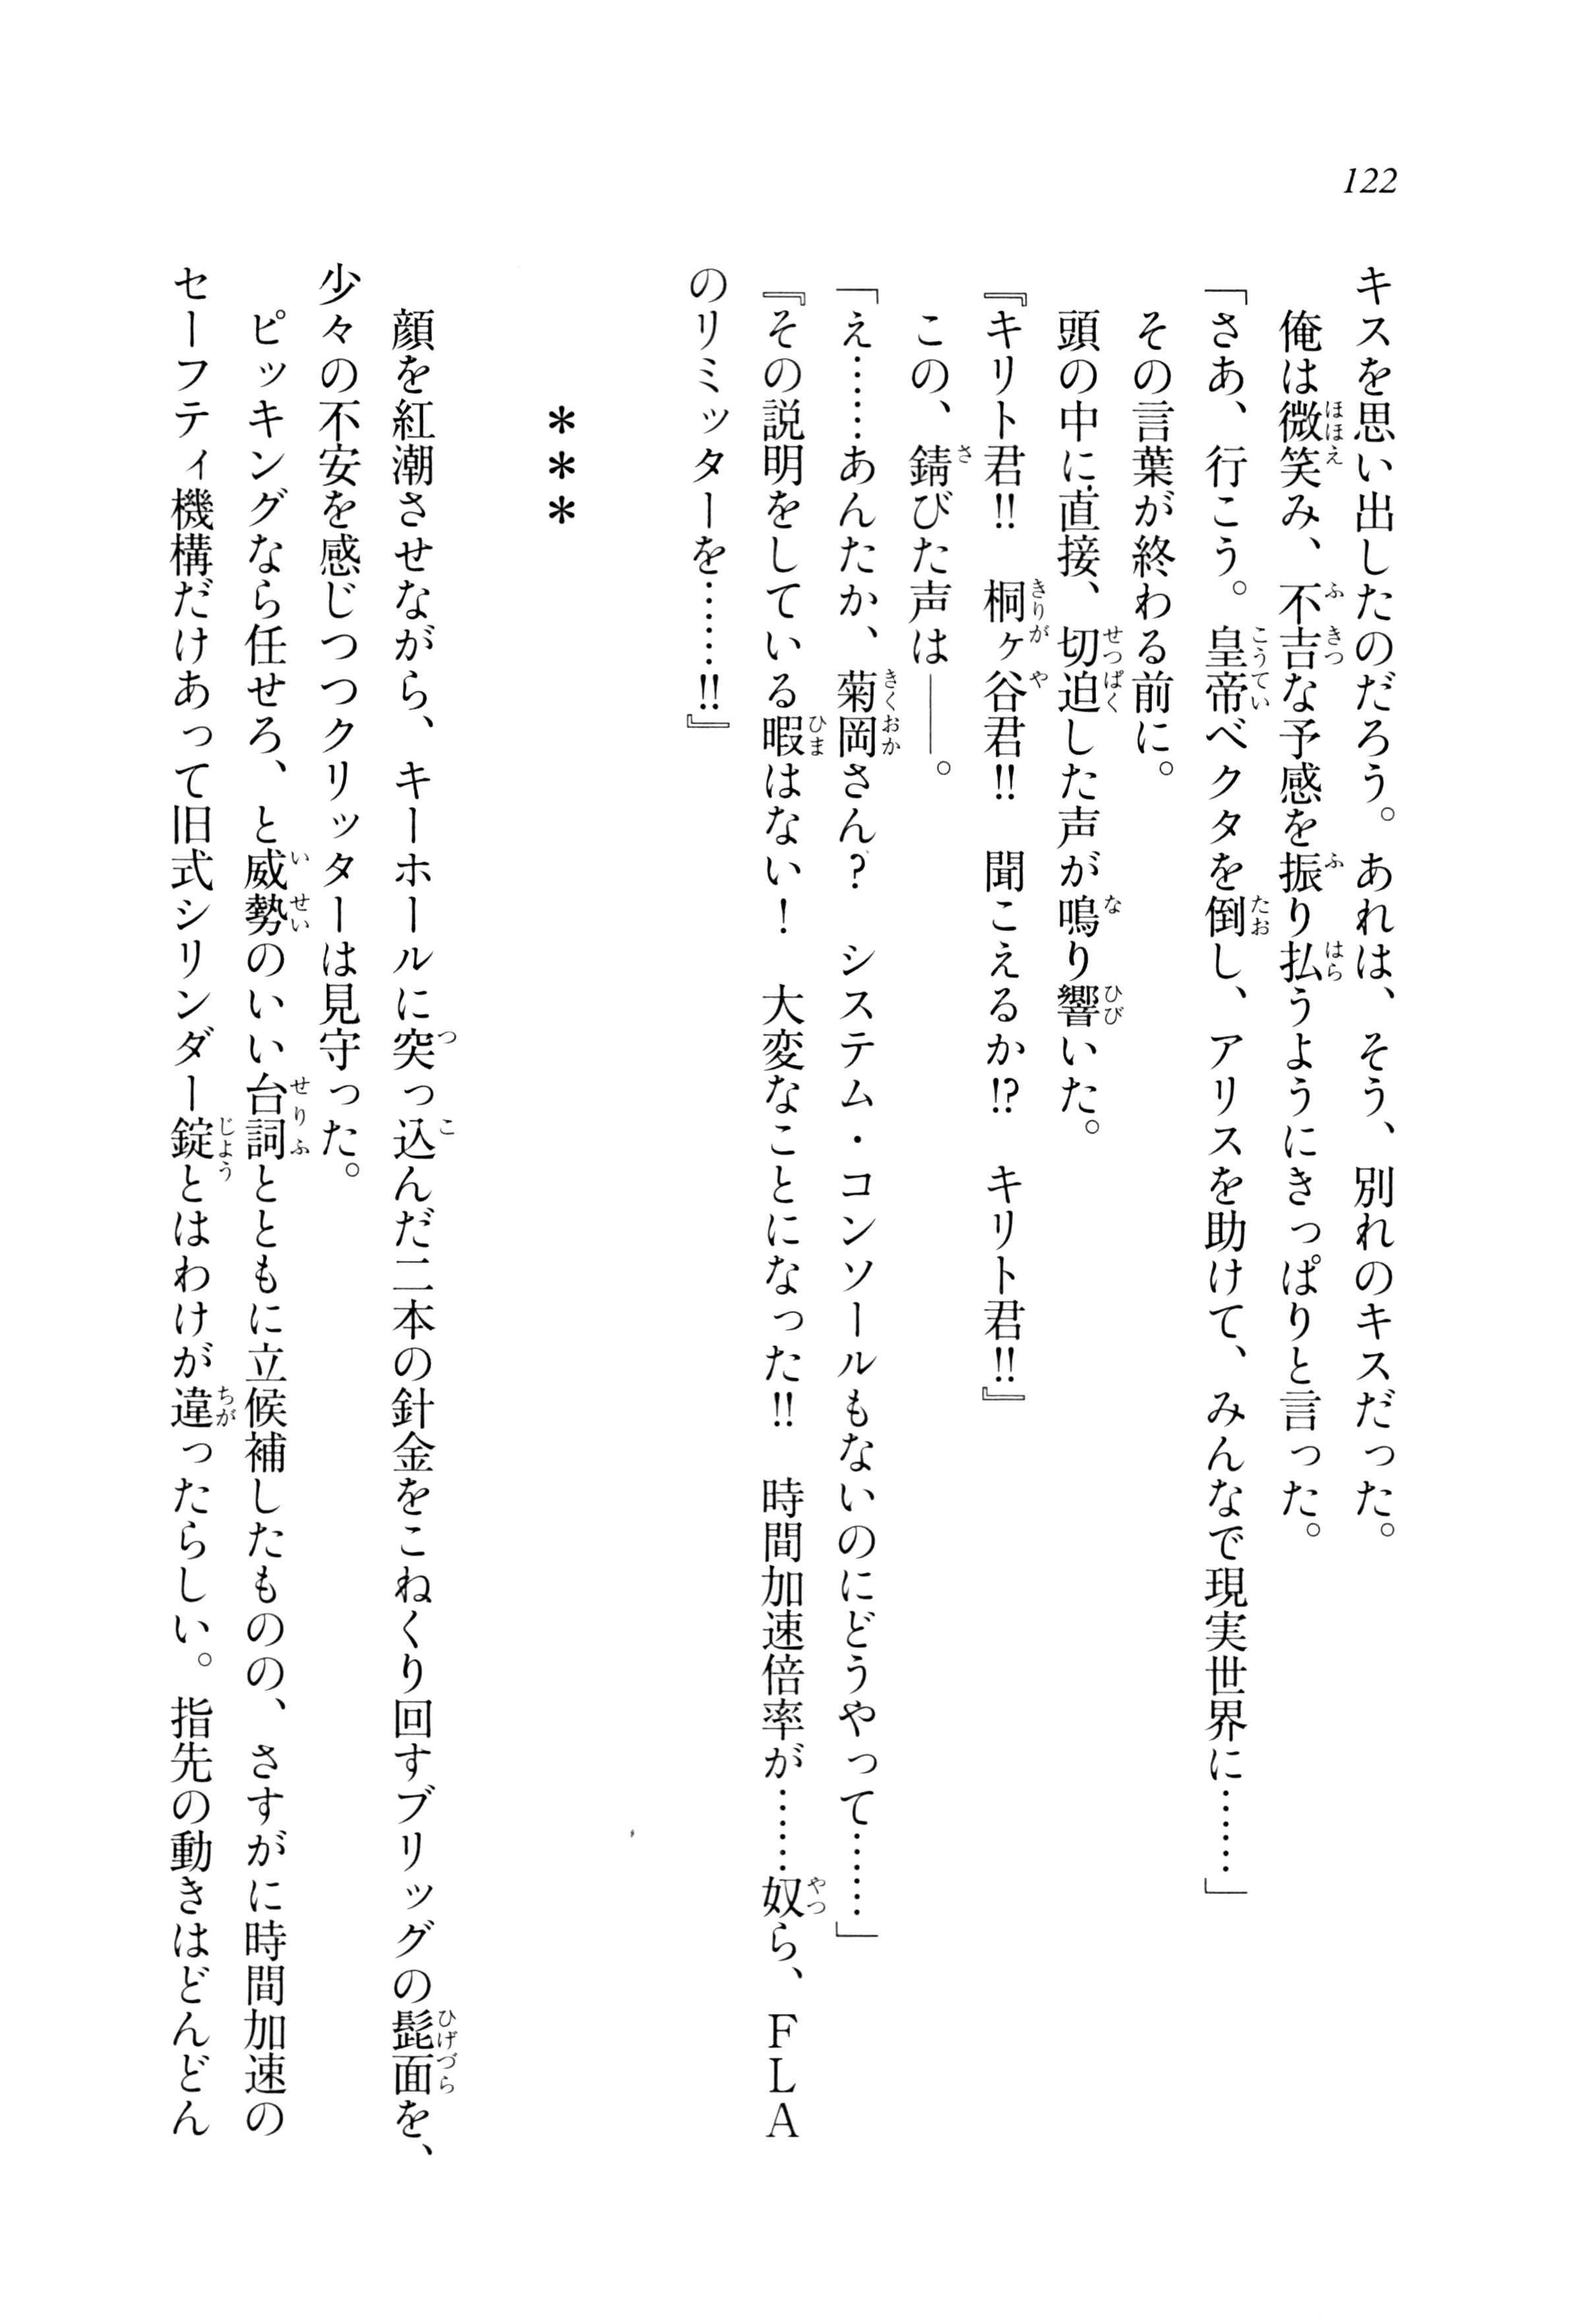 122
キスを思い出したのだろう。あれは、そう、別れのキスだった。
俺は微笑み、不吉な予感を振り払うようにきっぱりと言った。
「さあ、行こう。皇帝ベクタを倒し、アリスを助けて、みんなで現実世界に……」
その言葉が終わる前に。
頭の中に直接、切迫した声が鳴り響いた。
『キリト君!! 桐ヶ谷君!! 聞こえるか!? キリト君!!』
この、錆びた声は――。
「え……あんたか、菊岡さん? システム・コンソールもないのにどうやって……」
『その説明をしている暇はない! 大変なことになった!! 時間加速倍率が……奴ら、FLA
のリミッターを……!!』
***
顔を紅潮させながら、キーホールに突っ込んだ二本の針金をこねくり回すブリッグの髭面を、
少々の不安を感じつつクリッターは見守った。
ピッキングなら任せろ、と威勢のいい台詞とともに立候補したものの、さすがに時間加速の
セーフティ機構だけあって旧式シリンダー錠とはわけが違ったらしい。指先の動きはどんどん